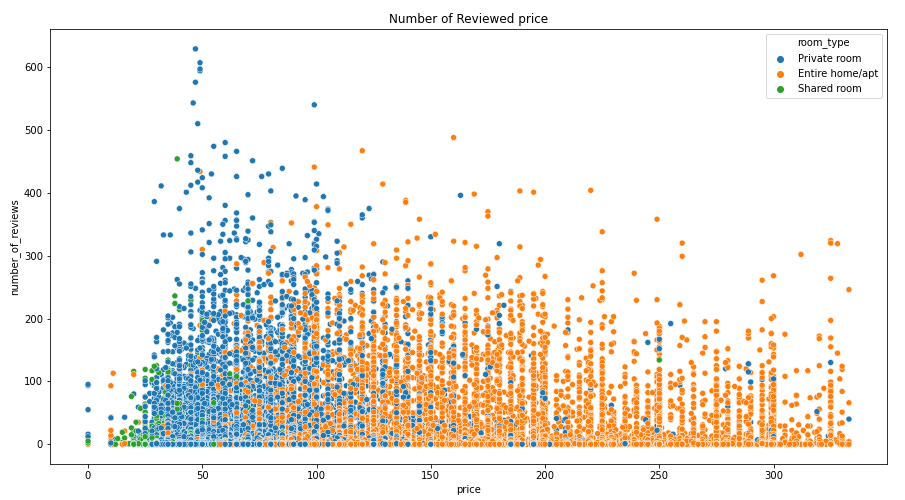 Number of Reviewed price
room_type
Private room
Entire home/apt
Shared room
number_of_reviews
600
500
400
300
200
100
0
0
50
100
150
200
250
300
price